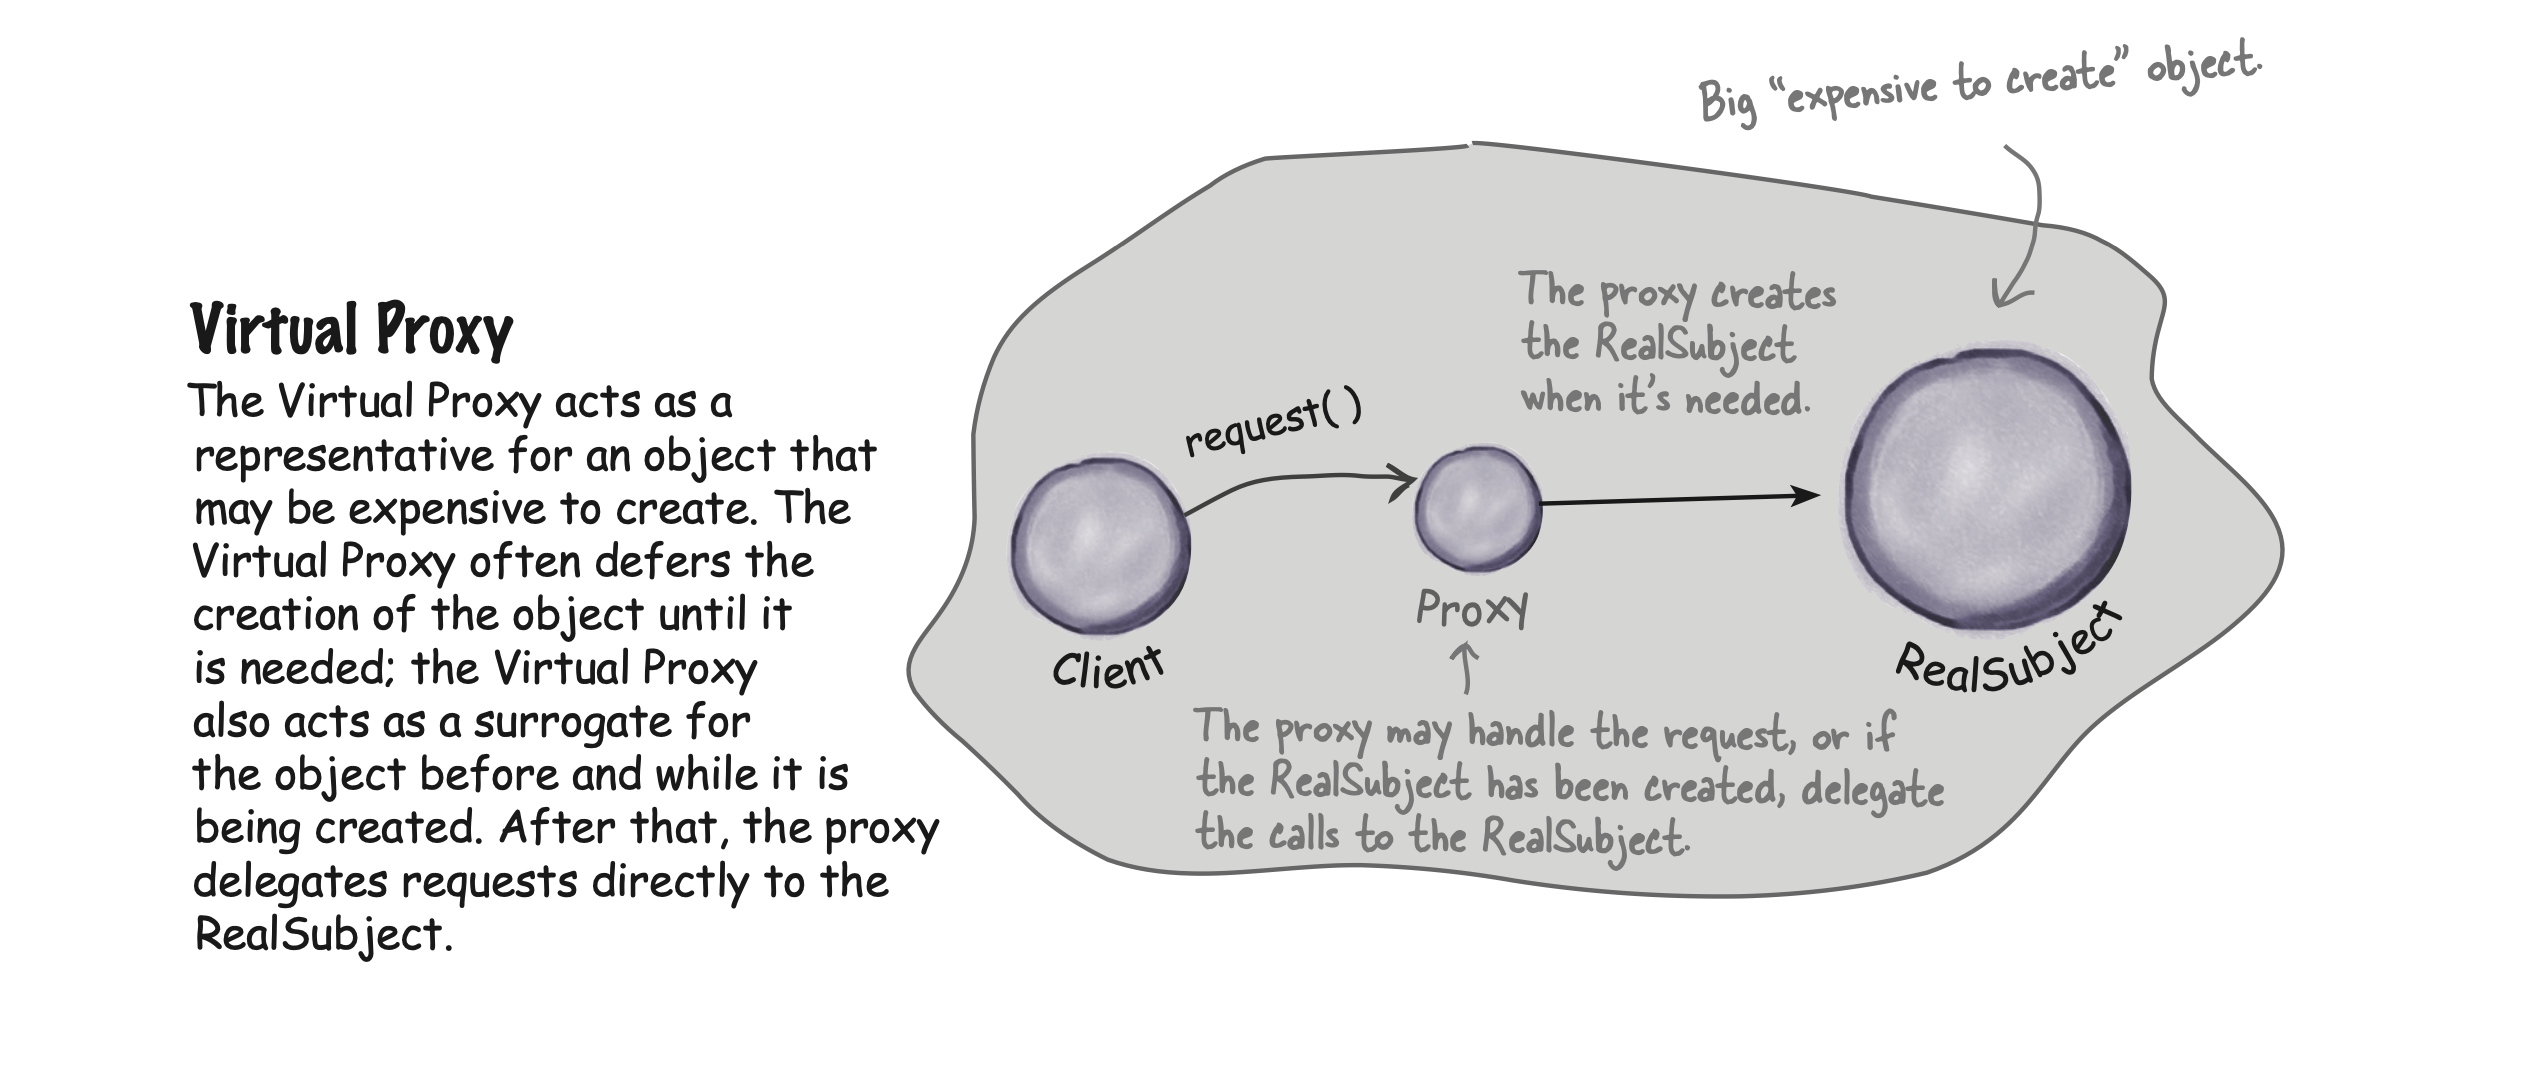 Virtual Proxy
The Virtual Proxy acts as a
representative for an object that
may be expensive to create. The
Virtual Proxy often defers the
creation of the object until it
is needed; the Virtual Proxy
also acts as a surrogate for
the object before and while it is
being created. After that, the proxy
delegates requests directly to the
RealSubject.
Big “expensive to create” object.
The proxy creates
the RealSubject
when it’s needed.
request( )
Client
Proxy
RealSubject
The proxy may handle the request, or if
the RealSubject has been created, delegate
the calls to the RealSubject.